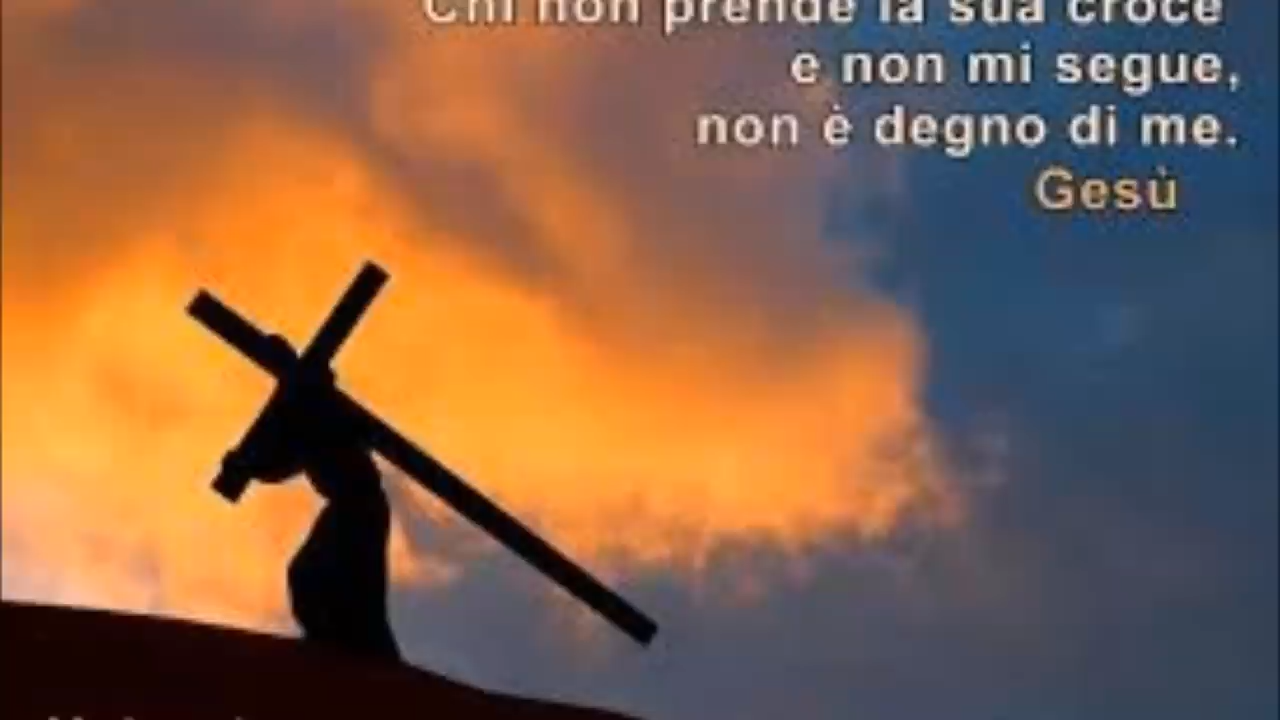 Chi non prende la sua croce
e non mi segue,
non è degno di me.
Gesù